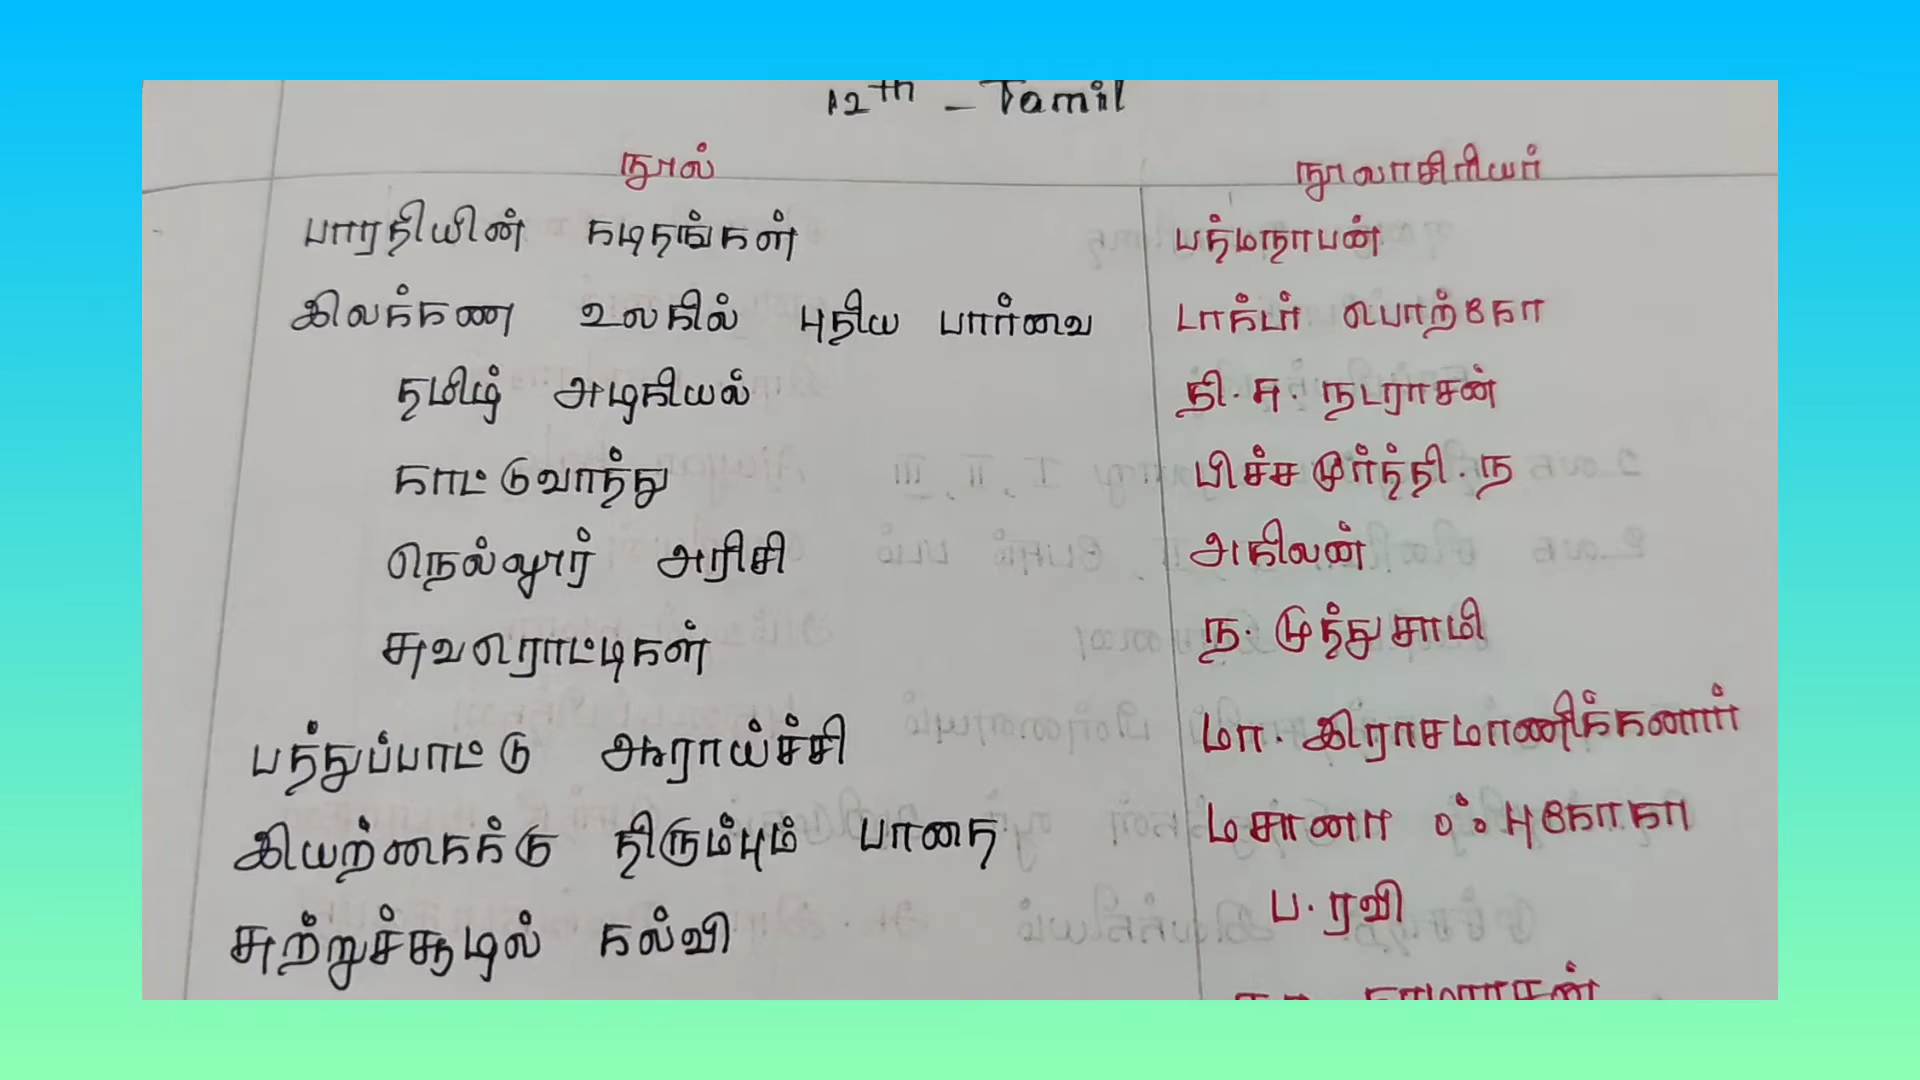 12th - Tamil
நூல் நூலாசிரியர்
பாரதியின் கடிதங்கள் பத்மநாபன்
இலக்கண உலகில் புதிய பார்வை டாக்டர் பொற்கோ
தமிழ் அழகியல் தி.சு. நடராசன்
காட்டுவாத்து பிச்சமூர்த்தி.ந
நெல்லூர் அரிசி அகிலன்
சுவரொட்டிகள் ந. முத்துசாமி
பத்துப்பாட்டு ஆராய்ச்சி மா. இராசமாணிக்கனார்
இயற்கைக்கு திரும்பும் பாதை மசானா ஃபுகோகா
சுற்றுச்சூழல் கல்வி ப. ரவி